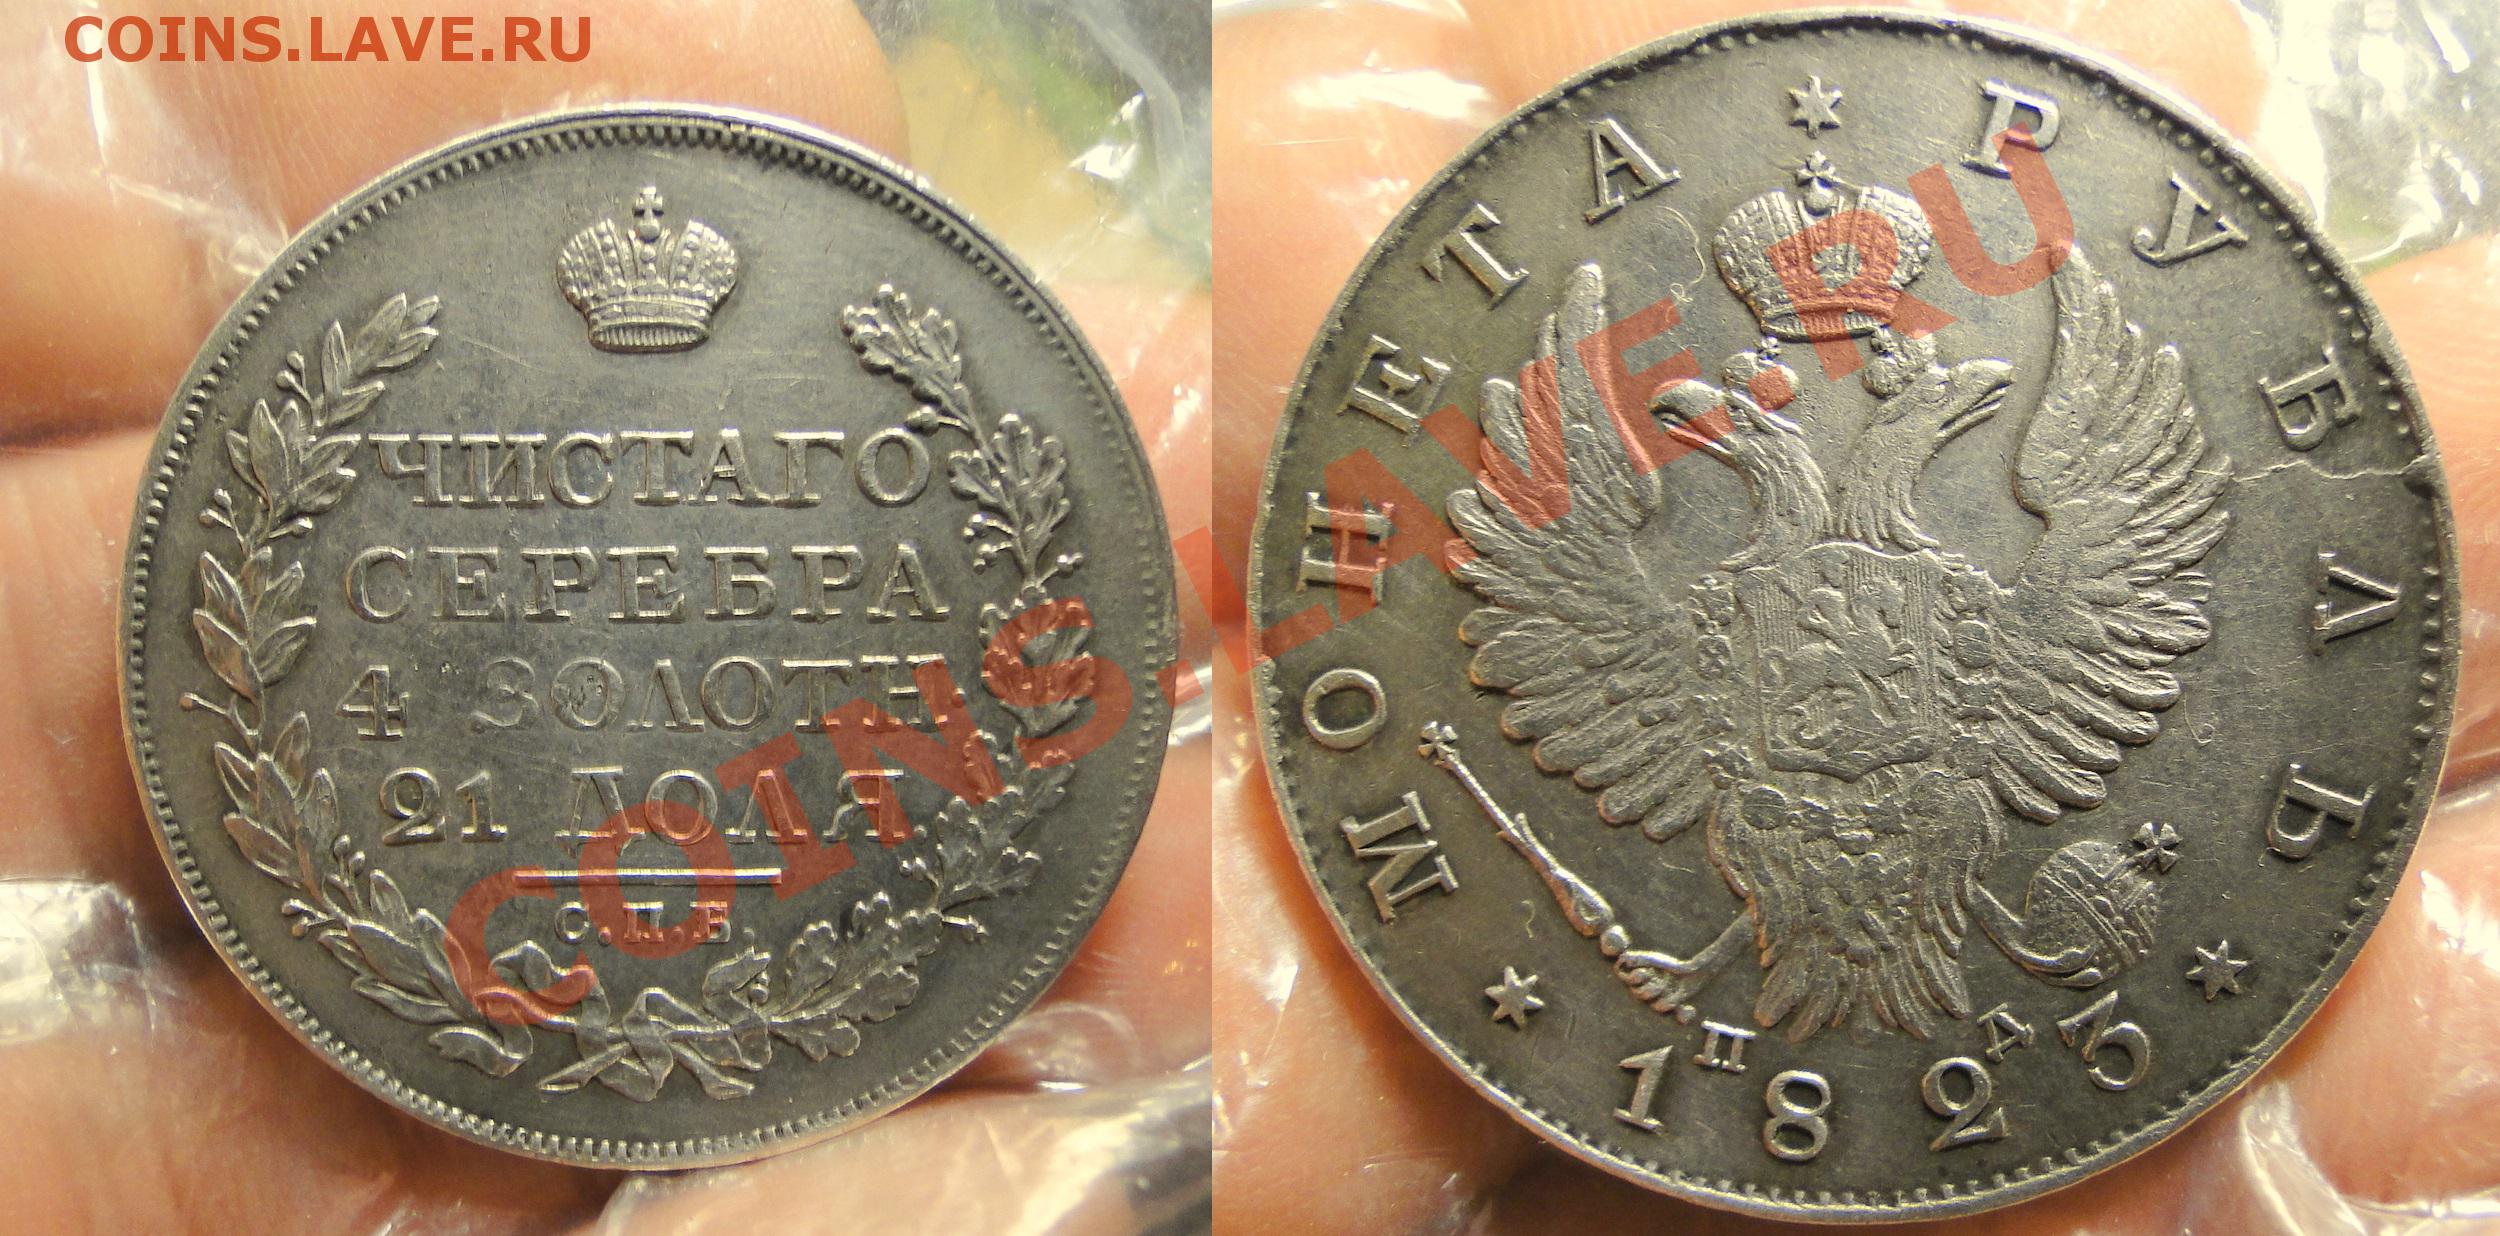 COINS.LAVE.RU
ЧИСТАГО
СЕРЕБРА
4 ЗОЛОТН.
21 ДОЛЯ.
С.П.Б.
МОНЕТА РУБЛЬ
П Д
1823
COINS.LAVE.RU